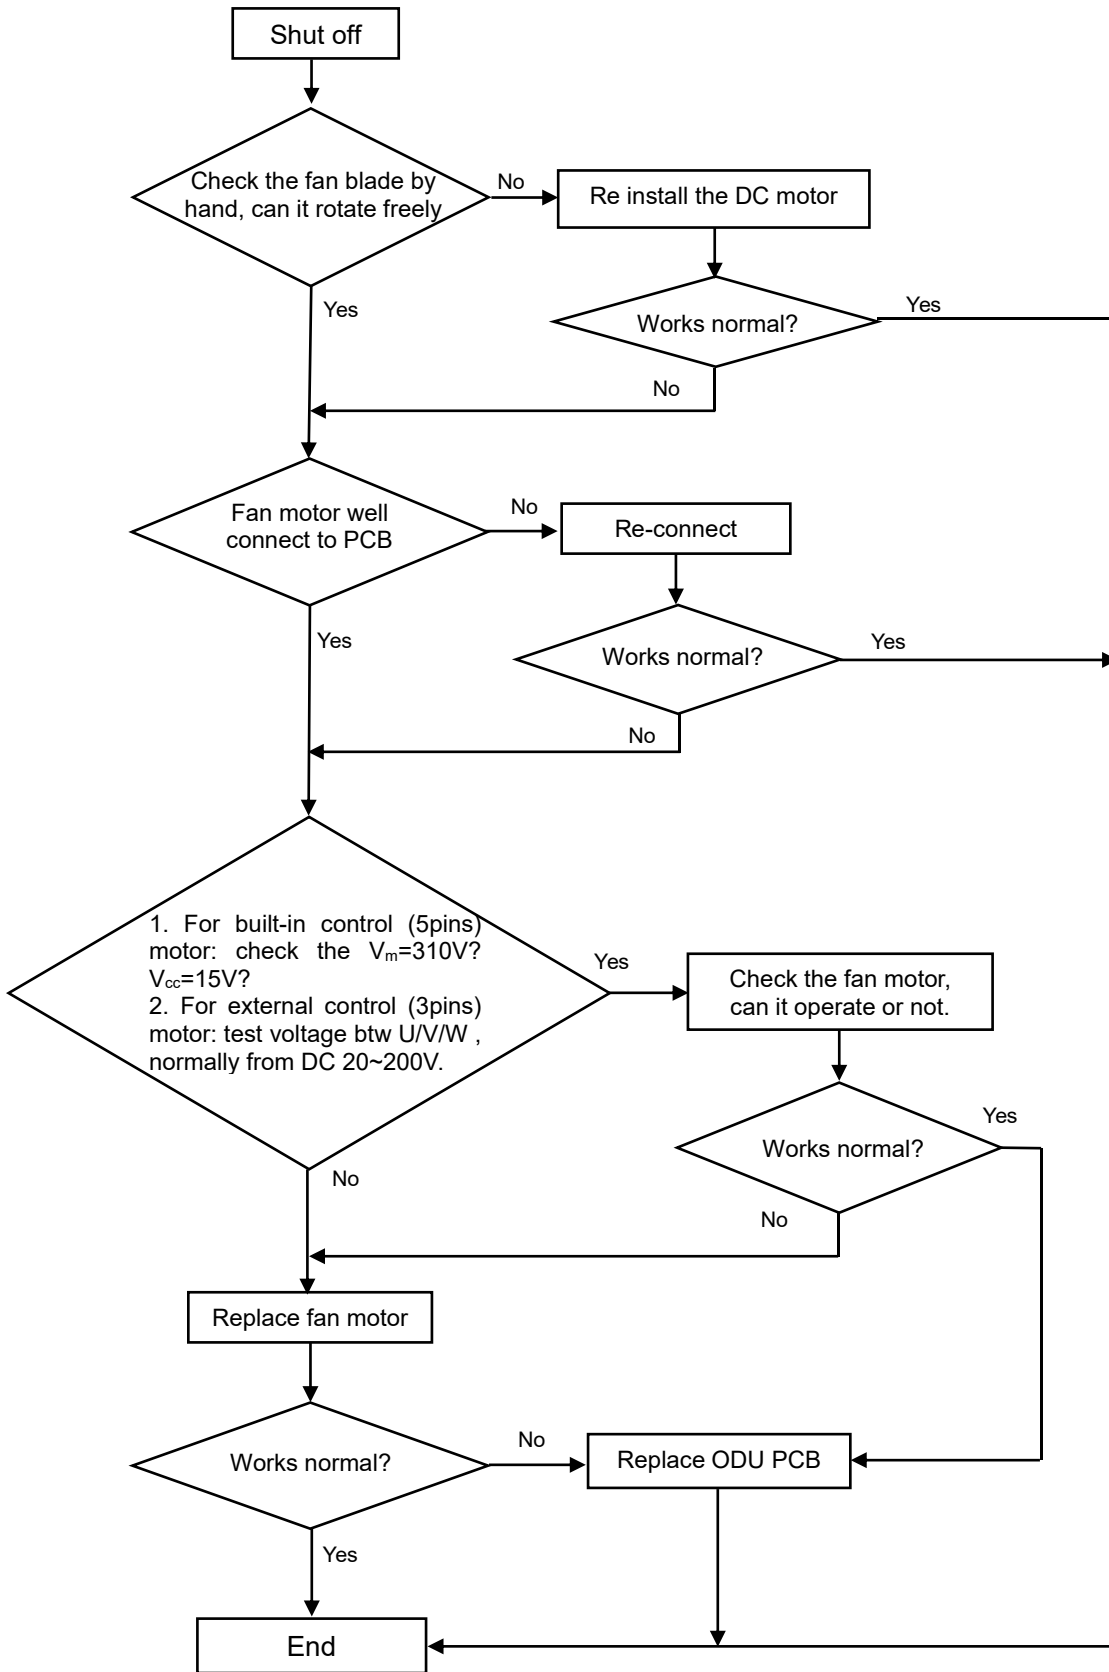 Shut off
Check the fan blade by
hand, can it rotate freely
No
Re install the DC motor
Yes
Works normal?
Yes
No
Fan motor well
connect to PCB
No
Re-connect
Yes
Works normal?
Yes
No
1. For built-in control (5pins)
motor: check the Vm=310V?
Vcc=15V?
2. For external control (3pins)
motor: test voltage btw U/V/W ,
normally from DC 20~200V.
Yes
Check the fan motor,
can it operate or not.
Works normal?
Yes
No
No
Replace fan motor
Works normal?
No
Replace ODU PCB
Yes
End